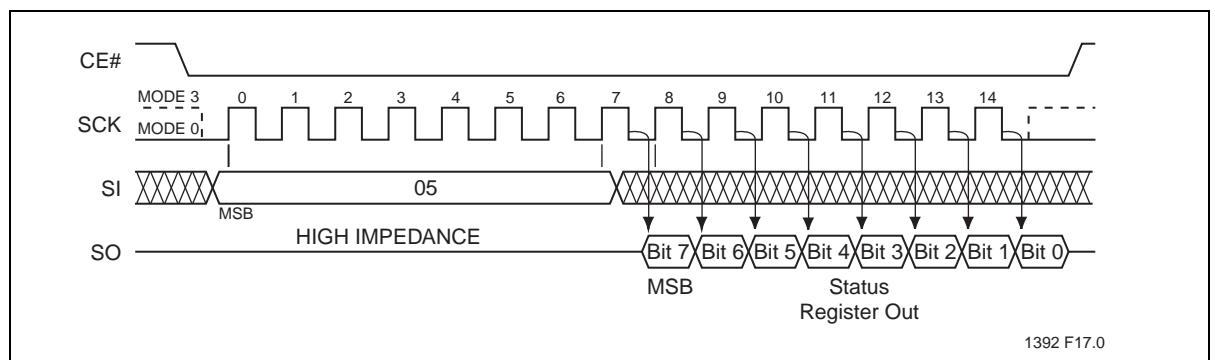 CE#
MODE 3 0 1 2 3 4 5 6 7 8 9 10 11 12 13 14
SCK MODE 0
SI 05
MSB
HIGH IMPEDANCE
SO Bit 7 Bit 6 Bit 5 Bit 4 Bit 3 Bit 2 Bit 1 Bit 0
MSB Status
Register Out
1392 F17.0